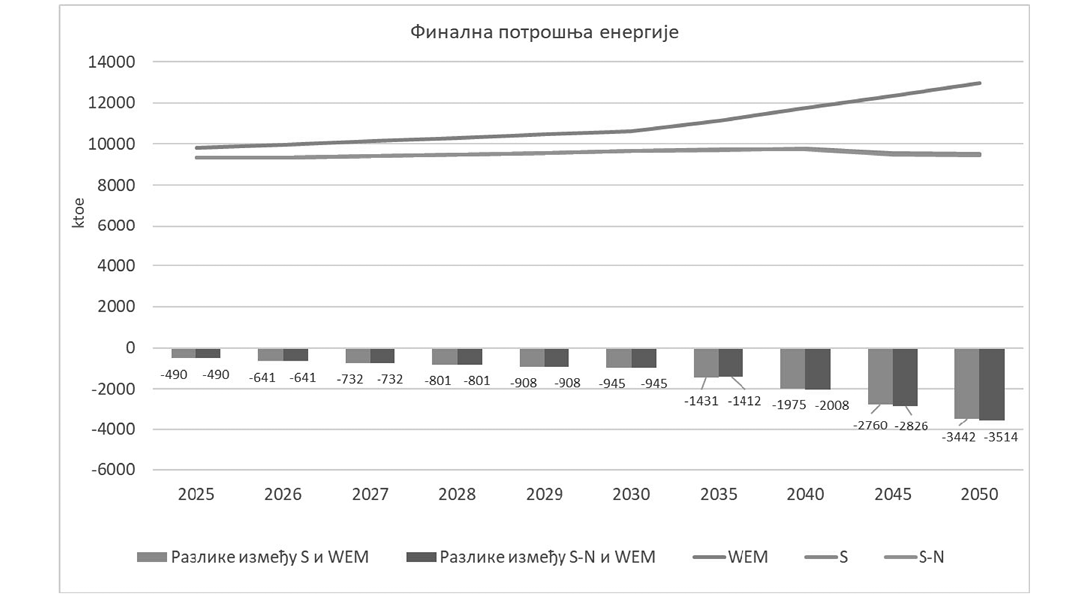 Финална потрошња енергије
14000
12000
10000
8000
6000
4000
2000
0
-2000
-4000
-6000
ktoe
-490 -490 -641 -641 -732 -732 -801 -801 -908 -908 -945 -945 -1431 -1412 -1975 -2008 -2760 -2826 -3442 -3514
2025 2026 2027 2028 2029 2030 2035 2040 2045 2050
Разлике између S и WEM Разлике између S-N и WEM WEM S S-N